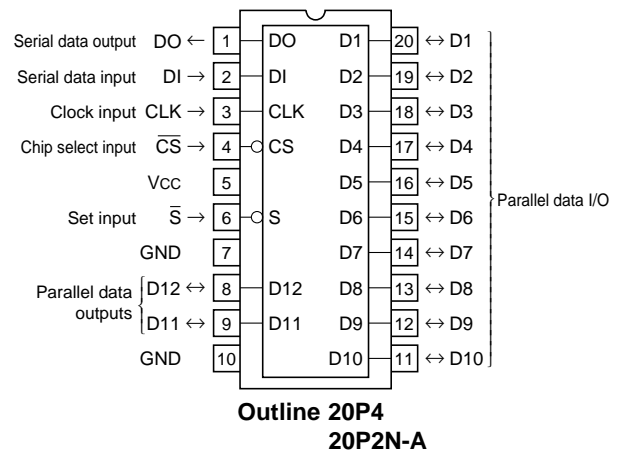 Serial data output DO ← 1 DO D1 20 ↔ D1
Serial data input DI → 2 DI D2 19 ↔ D2
Clock input CLK → 3 CLK D3 18 ↔ D3
Chip select input C̅S̅ → 4 CS D4 17 ↔ D4
VCC 5 D5 16 ↔ D5
Parallel data I/O
Set input S̅ → 6 S D6 15 ↔ D6
GND 7 D7 14 ↔ D7
Parallel data outputs
D12 ↔ 8 D12 D8 13 ↔ D8
D11 ↔ 9 D11 D9 12 ↔ D9
GND 10 D10 11 ↔ D10
Outline 20P4
20P2N-A